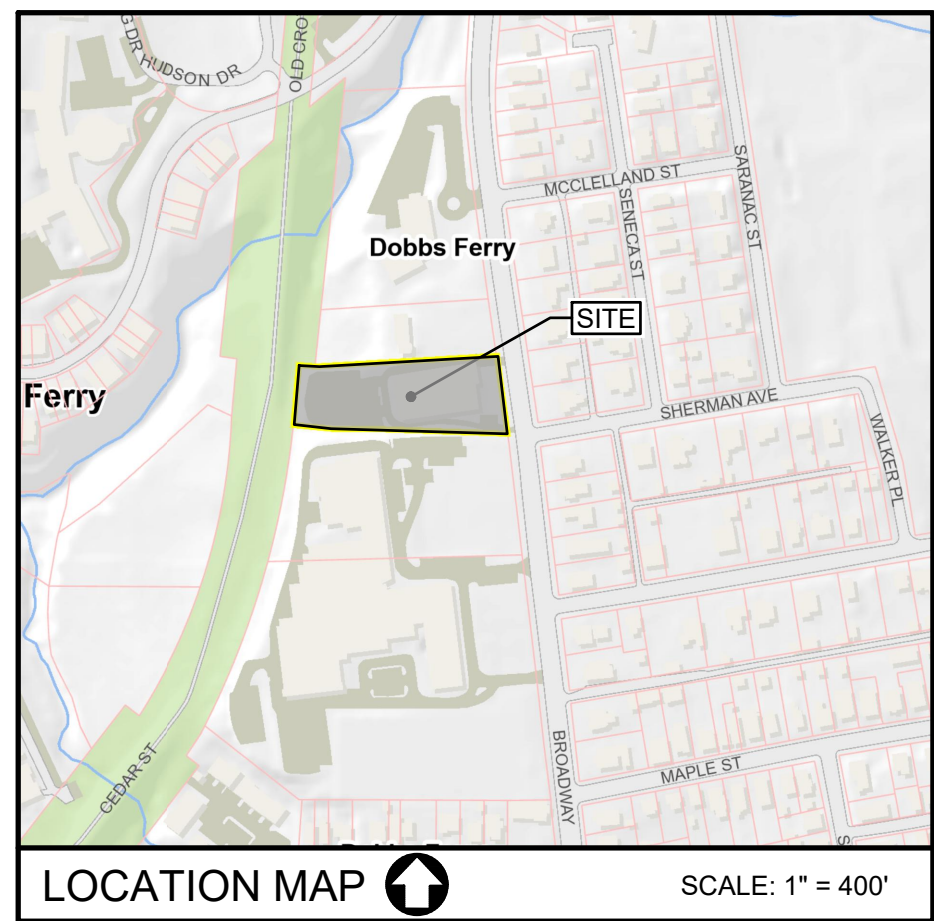 G DR
HUDSON DR
OLD CRO
MCCLELLAND ST
SENECA ST
SARANAC ST
Dobbs Ferry
SITE
Ferry
SHERMAN AVE
WALKER PL
BROADWAY
MAPLE ST
CEDAR ST
S
LOCATION MAP
SCALE: 1" = 400'